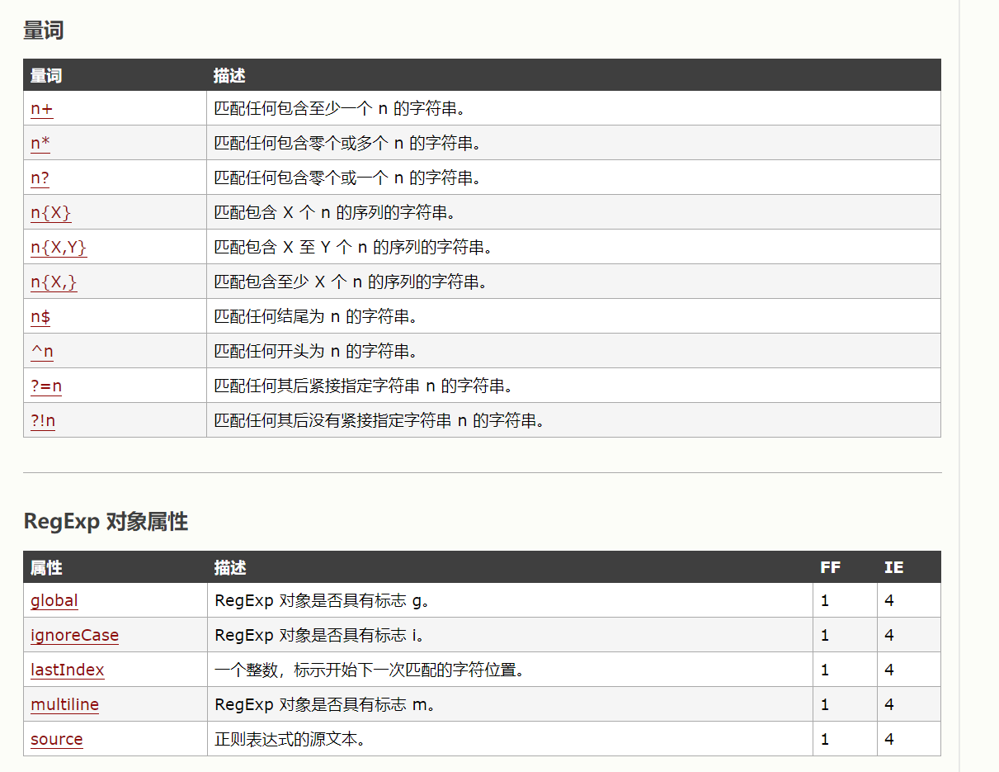 量词
量词 描述
n+ 匹配任何包含至少一个 n 的字符串。
n* 匹配任何包含零个或多个 n 的字符串。
n? 匹配任何包含零个或一个 n 的字符串。
n{X} 匹配包含 X 个 n 的序列的字符串。
n{X,Y} 匹配包含 X 至 Y 个 n 的序列的字符串。
n{X,} 匹配包含至少 X 个 n 的序列的字符串。
n$ 匹配任何结尾为 n 的字符串。
^n 匹配任何开头为 n 的字符串。
?=n 匹配任何其后紧接指定字符串 n 的字符串。
?!n 匹配任何其后没有紧接指定字符串 n 的字符串。
RegExp 对象属性
属性 描述 FF IE
global RegExp 对象是否具有标志 g。 1 4
ignoreCase RegExp 对象是否具有标志 i。 1 4
lastIndex 一个整数，标示开始下一次匹配的字符位置。 1 4
multiline RegExp 对象是否具有标志 m。 1 4
source 正则表达式的源文本。 1 4